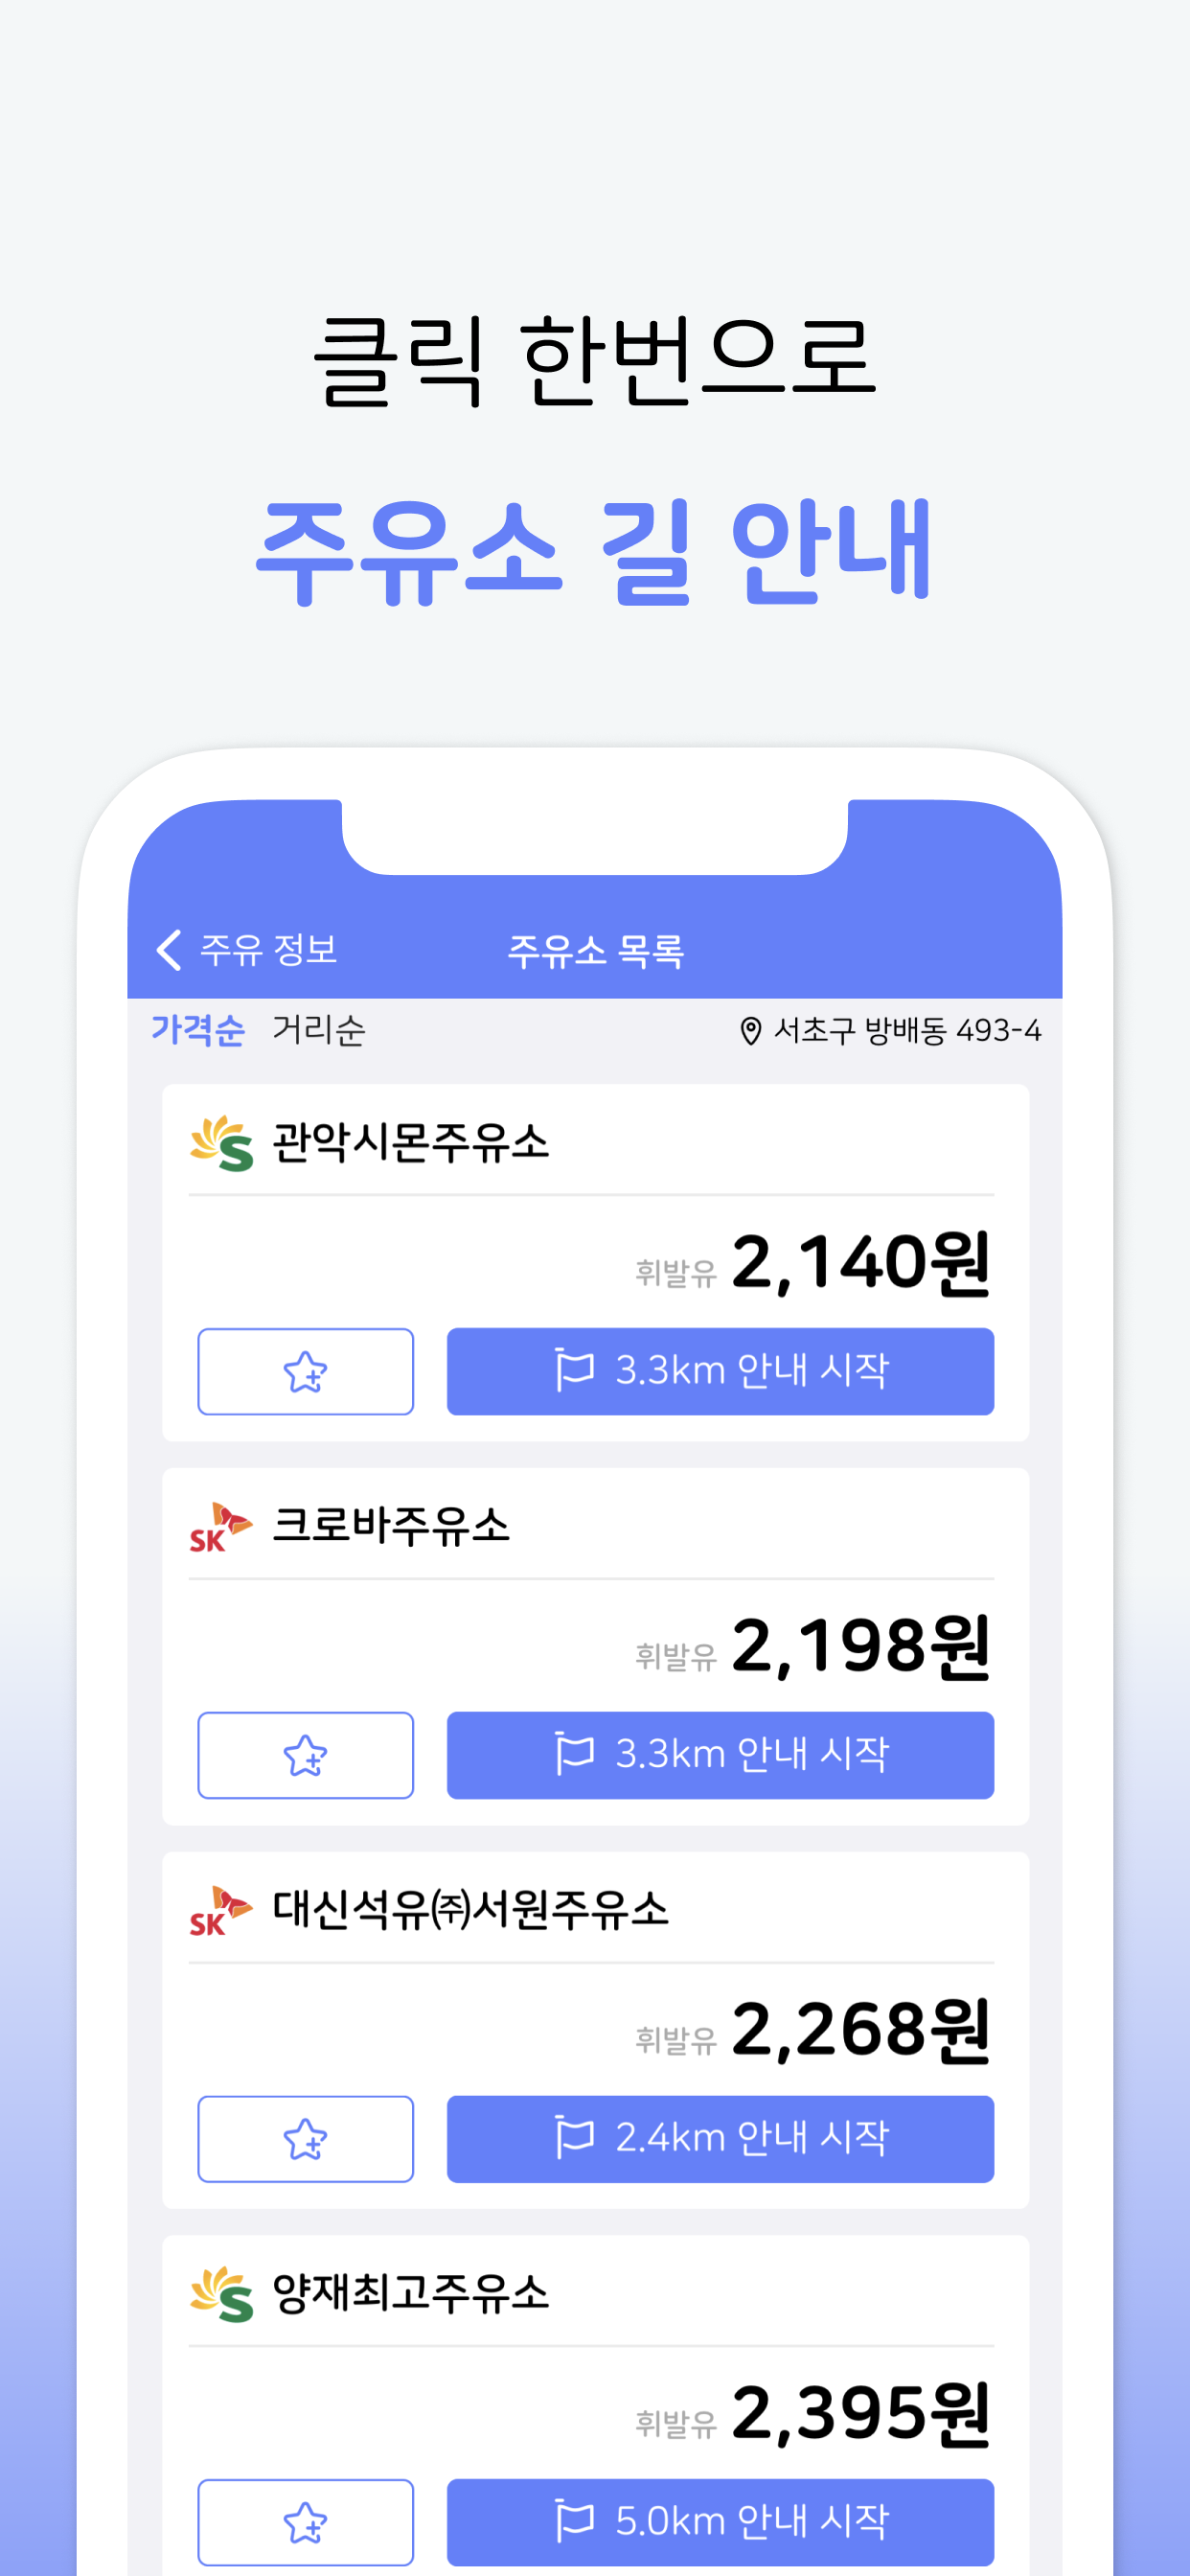 클릭 한번으로
주유소 길 안내
주유 정보 주유소 목록
가격순 거리순 서초구 방배동 493-4
S 관악시몬주유소
휘발유 2,140원
3.3km 안내 시작
SK 크로바주유소
휘발유 2,198원
3.3km 안내 시작
SK 대신석유㈜서원주유소
휘발유 2,268원
2.4km 안내 시작
S 양재최고주유소
휘발유 2,395원
5.0km 안내 시작